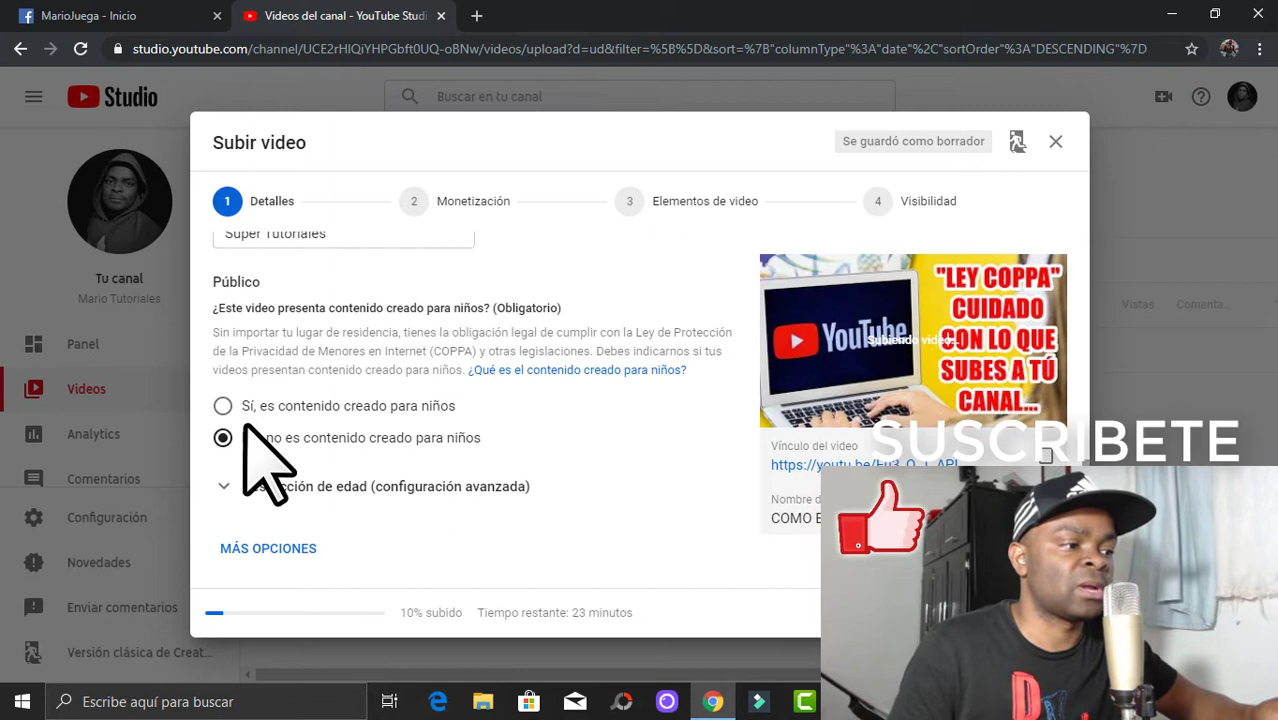 MarioJuega - Inicio
Videos del canal - YouTube Studi
studio.youtube.com/channel/UCE2rHlQiYHPGbft0UQ-oBNw/videos/upload?d=ud&filter=%5B%5D&sort=%7B"columnType"%3A"date"%2C"sortOrder"%3A"DESCENDING"%7D
Studio
Buscar en tu canal
Subir video
Se guardó como borrador
1 Detalles
2 Monetización
3 Elementos de video
4 Visibilidad
Tu canal
Mario Tutoriales
Panel
Videos
Analytics
Comentarios
Configuración
Novedades
Enviar comentarios
Versión clásica de Creat...
Super Tutoriales
Público
¿Este video presenta contenido creado para niños? (Obligatorio)
Sin importar tu lugar de residencia, tienes la obligación legal de cumplir con la Ley de Protección
de la Privacidad de Menores en Internet (COPPA) y otras legislaciones. Debes indicarnos si tus
videos presentan contenido creado para niños. ¿Qué es el contenido creado para niños?
Sí, es contenido creado para niños
no es contenido creado para niños
de edad (configuración avanzada)
MÁS OPCIONES
10% subido
Tiempo restante: 23 minutos
"LEY COPPA"
CUIDADO
CON LO QUE
SUBES A TÚ
CANAL...
YouTube
Subiendo video...
Vínculo del video
Nombre d
COMO E
Vistas
Comenta...
SUSCRIBETE
Escribe aquí para buscar